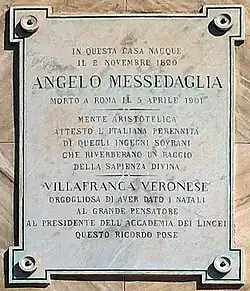 IN QUESTA CASA NACQUE
IL 2 NOVEMBRE 1820
ANGELO MESSEDAGLIA
MORTO A ROMA IL 5 APRILE 1901
MENTE ARISTOTELICA
ATTESTO L'ITALIANA PERENNITÀ
DI QUEGLI INGEGNI SOVRANI
CHE RIVERBERANO UN RAGGIO
DELLA SAPIENZA DIVINA
VILLAFRANCA VERONESE
ORGOGLIOSA DI AVER DATO I NATALI
AL GRANDE PENSATORE
AL PRESIDENTE DELL'ACCADEMIA DEI LINCEI
QUESTO RICORDO POSE